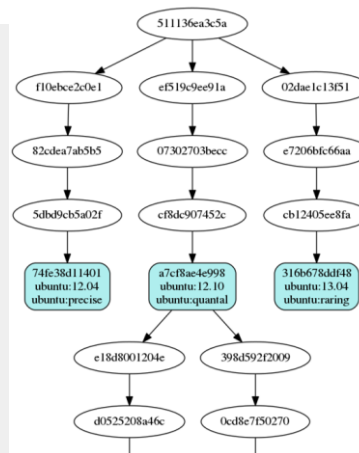 511136ea3c5a
f10ebce2c0e1
ef519c9ee91a
02dae1c13f51
82cdea7ab5b5
07302703becc
e7206bfc66aa
5dbd9cb5a02f
cf8dc907452c
cb12405ee8fa
74fe38d11401
ubuntu:12.04
ubuntu:precise
a7cf8ae4e998
ubuntu:12.10
ubuntu:quantal
316b678ddf48
ubuntu:13.04
ubuntu:raring
e18d8001204e
398d592f2009
d0525208a46c
0cd8e7f50270